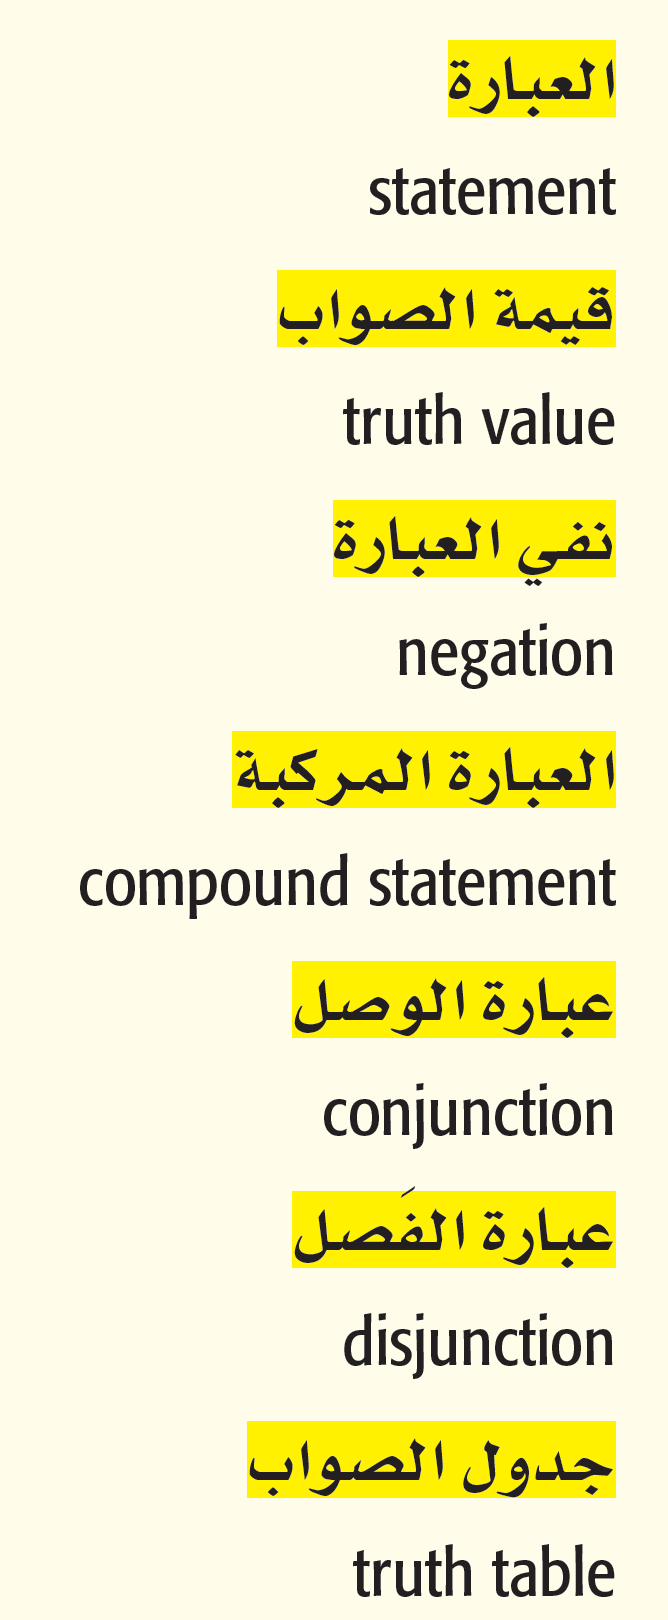 العبارة
statement
قيمة الصواب
truth value
نفي العبارة
negation
العبارة المركبة
compound statement
عبارة الوصل
conjunction
عبارة الفَصل
disjunction
جدول الصواب
truth table